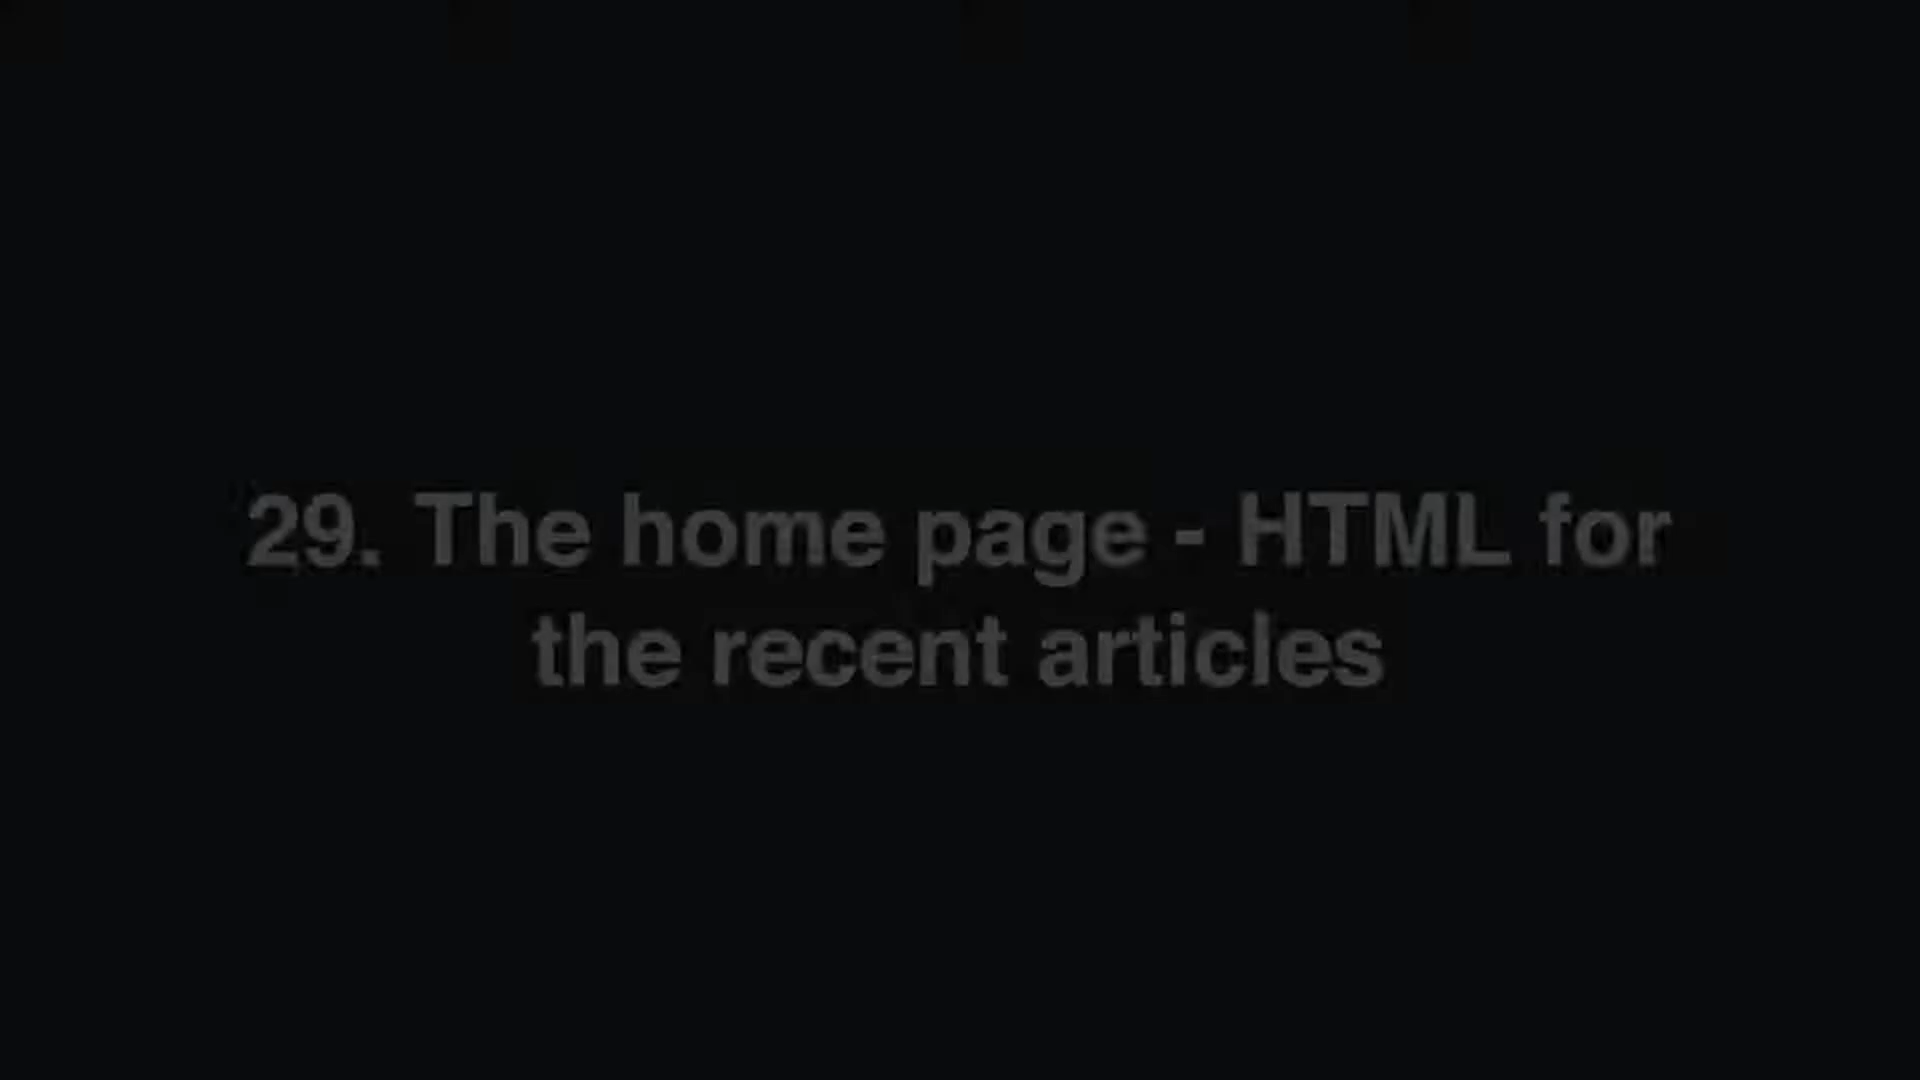 29. The home page - HTML for
the recent articles